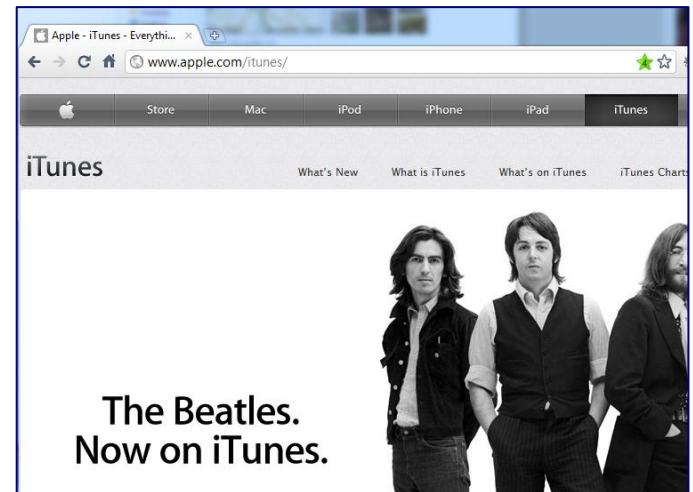 Apple - iTunes - Everythi...
www.apple.com/itunes/
4
Store Mac iPod iPhone iPad iTunes
iTunes What's New What is iTunes What's on iTunes iTunes Charts
The Beatles.
Now on iTunes.